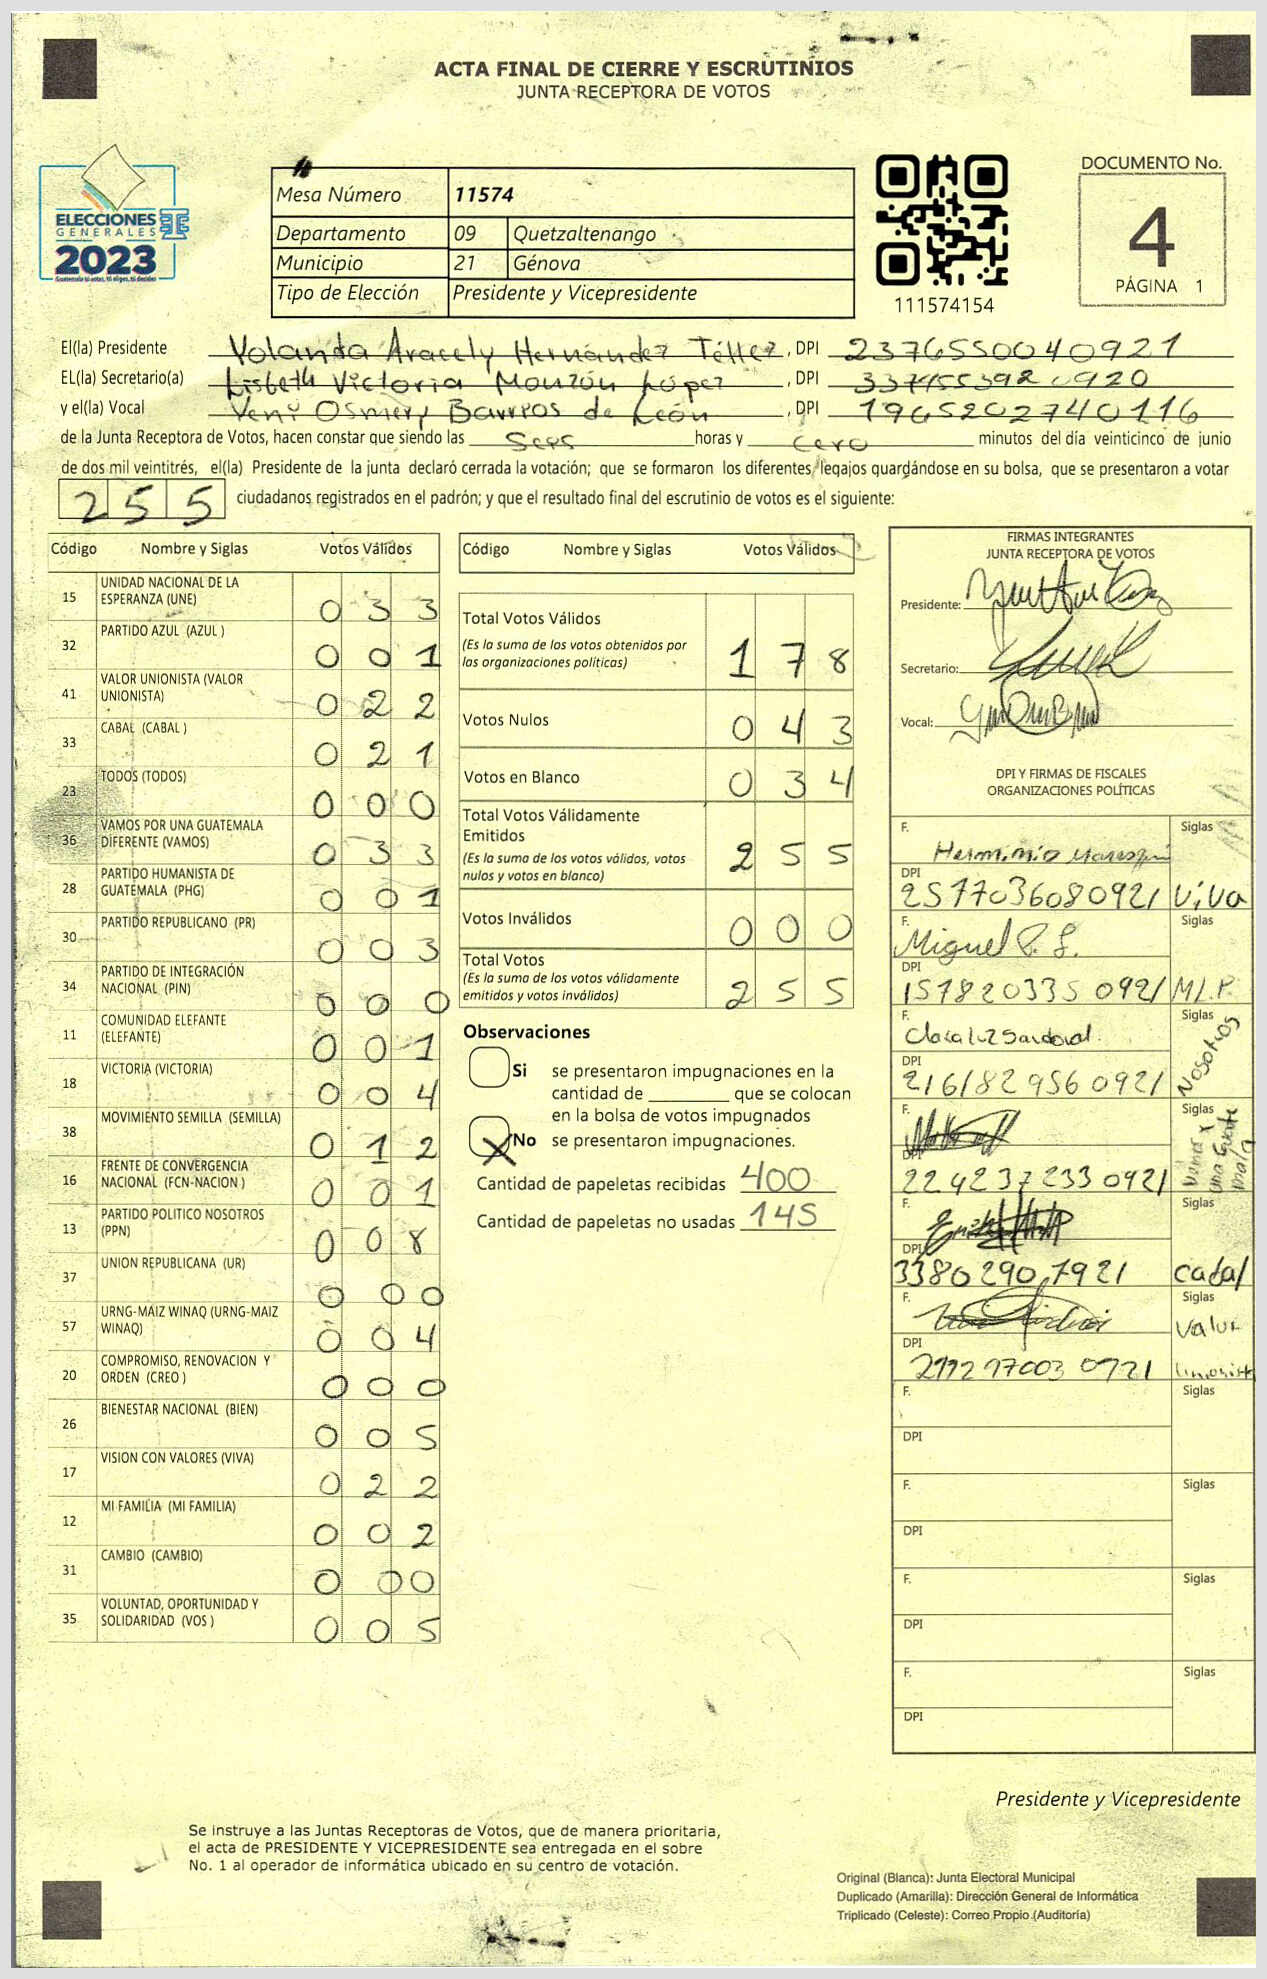 ACTA FINAL DE CIERRE Y ESCRUTINIOS
JUNTA RECEPTORA DE VOTOS
ELECCIONES
GENERALES
2023
Mesa Número 11574
Departamento 09 Quetzaltenango
Municipio 21 Génova
Tipo de Elección Presidente y Vicepresidente
111574154
DOCUMENTO No.
4
PÁGINA 1
El(la) Presidente Yolanda Aracely Hernández Téllez, DPI 2376550040921
EL(la) Secretario(a) Lisbeth Victoria Monzón López, DPI
y el(la) Vocal Yeni Osmery Barrios de León, DPI 1965202740116
de la Junta Receptora de Votos, hacen constar que siendo las Seis horas y cero minutos del día veinticinco de junio
de dos mil veintitrés, el(la) Presidente de la junta declaró cerrada la votación; que se formaron los diferentes legajos guardándose en su bolsa, que se presentaron a votar
255 ciudadanos registrados en el padrón; y que el resultado final del escrutinio de votos es el siguiente:
Código Nombre y Siglas Votos Válidos
15 UNIDAD NACIONAL DE LA ESPERANZA (UNE) 033
32 PARTIDO AZUL (AZUL ) 001
41 VALOR UNIONISTA (VALOR UNIONISTA) 022
33 CABAL (CABAL ) 021
23 TODOS (TODOS) 000
36 VAMOS POR UNA GUATEMALA DIFERENTE (VAMOS) 033
28 PARTIDO HUMANISTA DE GUATEMALA (PHG) 001
30 PARTIDO REPUBLICANO (PR) 003
34 PARTIDO DE INTEGRACIÓN NACIONAL (PIN) 000
11 COMUNIDAD ELEFANTE (ELEFANTE) 001
18 VICTORIA (VICTORIA) 004
38 MOVIMIENTO SEMILLA (SEMILLA) 012
16 FRENTE DE CONVERGENCIA NACIONAL (FCN-NACION ) 001
13 PARTIDO POLITICO NOSOTROS (PPN) 008
37 UNION REPUBLICANA (UR) 000
57 URNG-MAIZ WINAQ (URNG-MAIZ WINAQ) 004
20 COMPROMISO, RENOVACION Y ORDEN (CREO ) 000
26 BIENESTAR NACIONAL (BIEN) 005
17 VISION CON VALORES (VIVA) 022
12 MI FAMILIA (MI FAMILIA) 002
31 CAMBIO (CAMBIO) 000
35 VOLUNTAD, OPORTUNIDAD Y SOLIDARIDAD (VOS ) 005
Código Nombre y Siglas Votos Válidos
Total Votos Válidos
(Es la suma de los votos obtenidos por
las organizaciones políticas) 178
Votos Nulos 043
Votos en Blanco 034
Total Votos Válidamente
Emitidos
(Es la suma de los votos válidos, votos
nulos y votos en blanco) 255
Votos Inválidos 000
Total Votos
(Es la suma de los votos válidamente
emitidos y votos inválidos) 255
Observaciones
Si se presentaron impugnaciones en la
cantidad de ________ que se colocan
en la bolsa de votos impugnados
X No se presentaron impugnaciones.
Cantidad de papeletas recibidas 400
Cantidad de papeletas no usadas 145
FIRMAS INTEGRANTES
JUNTA RECEPTORA DE VOTOS
Presidente:
Secretario:
Vocal:
DPI Y FIRMAS DE FISCALES
ORGANIZACIONES POLÍTICAS
F. Herminio Siglas
DPI 2577036080921 Viva
F. Miguel P. S. Siglas
DPI 1578203350921 M.L.P.
F. Clara Luz Sandoval Siglas
DPI 2161829560921 Nosotros
F. Siglas
DPI 2242372330921 Vamos x una Guate mala
F. Siglas
DPI 3380290,7921 cabal
F. Siglas
DPI Valor Unionista
F. Siglas
DPI
F. Siglas
DPI
F. Siglas
DPI
F. Siglas
DPI
Presidente y Vicepresidente
Se instruye a las Juntas Receptoras de Votos, que de manera prioritaria,
el acta de PRESIDENTE Y VICEPRESIDENTE sea entregada en el sobre
No. 1 al operador de informática ubicado en su centro de votación.
Original (Blanca): Junta Electoral Municipal
Duplicado (Amarilla): Dirección General de Informática
Triplicado (Celeste): Correo Propio (Auditoría)